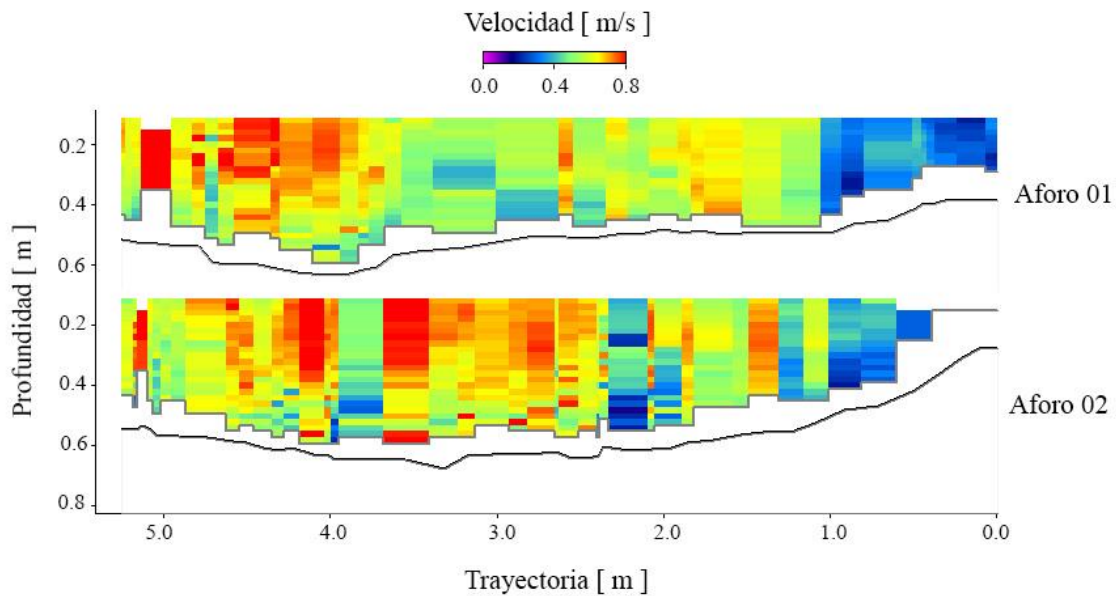 Velocidad [ m/s ]
0.0 0.4 0.8
0.2
0.4
0.6
Aforo 01
0.2
0.4
0.6
0.8
Aforo 02
Profundidad [ m ]
5.0 4.0 3.0 2.0 1.0 0.0
Trayectoria [ m ]